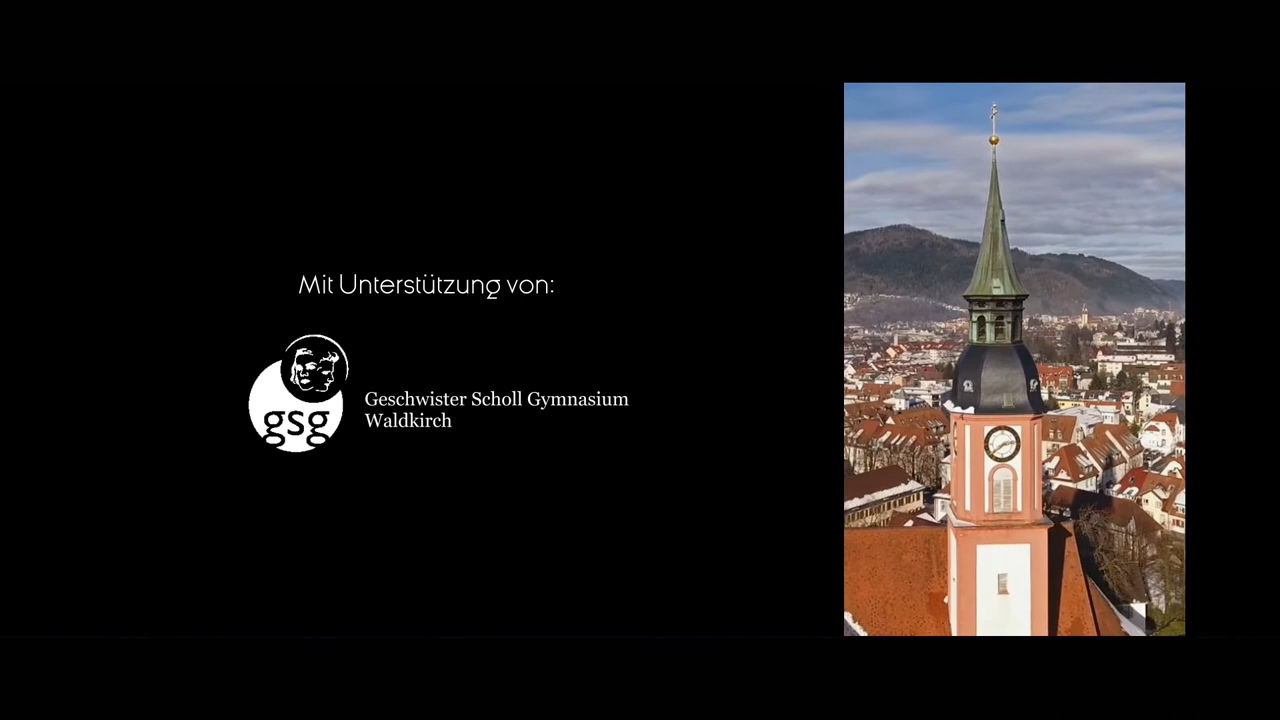 Mit Unterstützung von:
gsg
Geschwister Scholl Gymnasium
Waldkirch